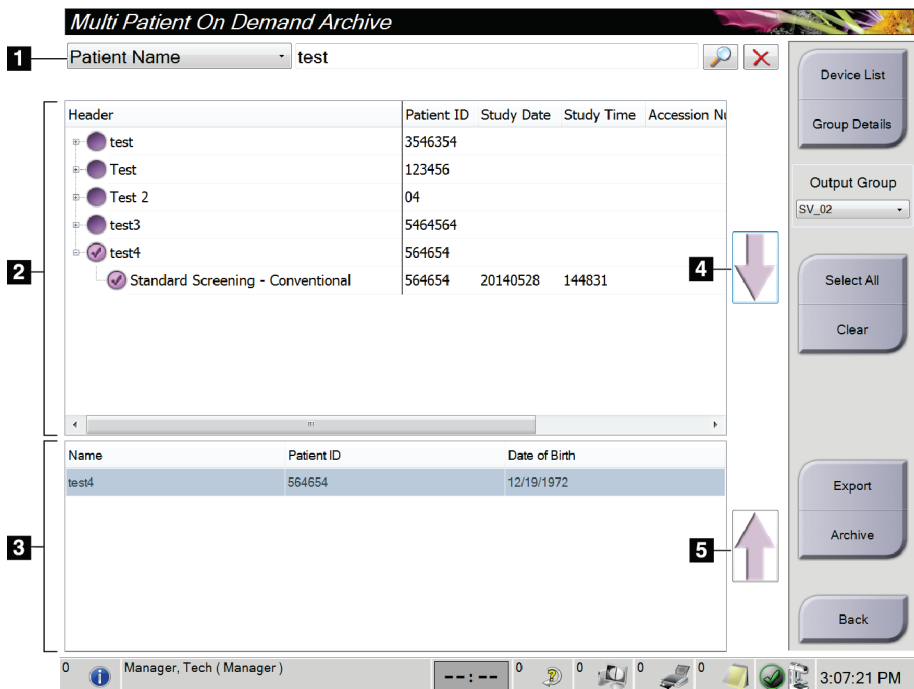 Multi Patient On Demand Archive
1
Patient Name test
Device List
Group Details
Output Group
SV_02
Select All
Clear
Export
Archive
Back
2
Header Patient ID Study Date Study Time Accession Nu
test 3546354
Test 123456
Test 2 04
test3 5464564
test4 564654
Standard Screening - Conventional 564654 20140528 144831
4
3
Name Patient ID Date of Birth
test4 564654 12/19/1972
5
0 Manager, Tech ( Manager ) --:-- 0 0 0 0 3:07:21 PM